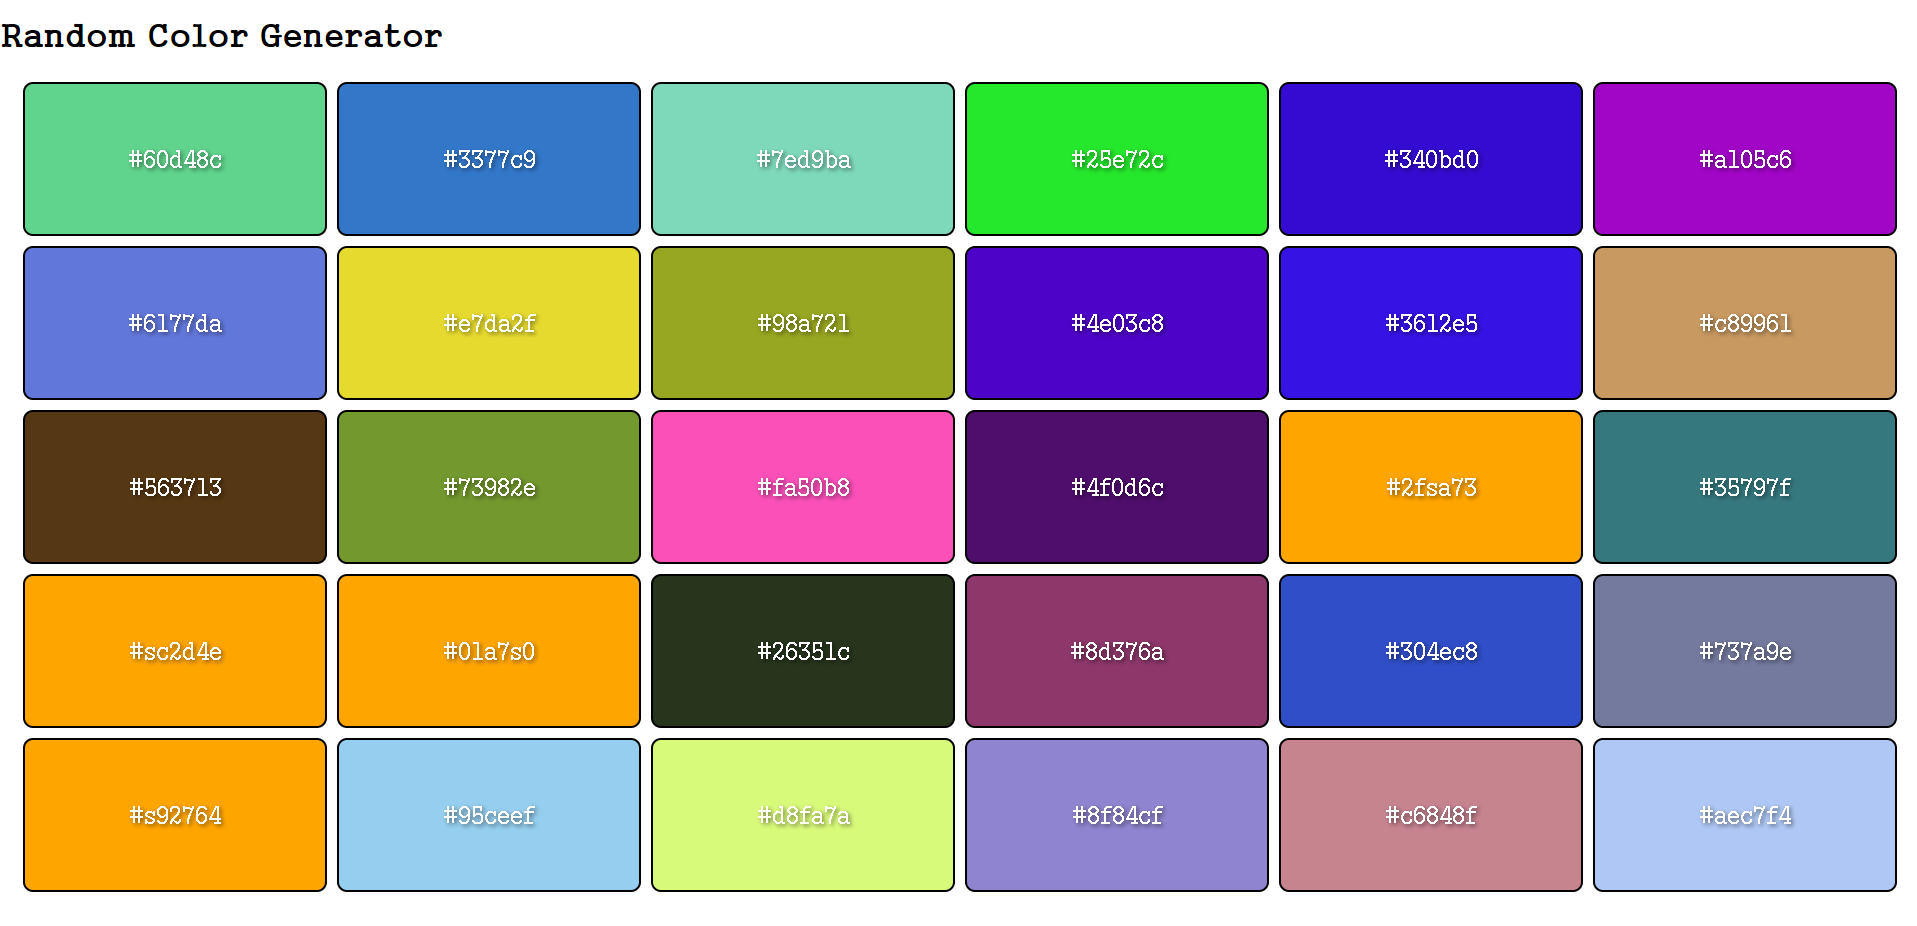 Random Color Generator
#60d48c #3377c9 #7ed9ba #25e72c #340bd0 #a105c6
#6177da #e7da2f #98a721 #4e03c8 #3612e5 #c89961
#563713 #73982e #fa50b8 #4f0d6c #2fsa73 #35797f
#sc2d4e #01a7s0 #26351c #8d376a #304ec8 #737a9e
#s92764 #95ceef #d8fa7a #8f84cf #c6848f #aec7f4